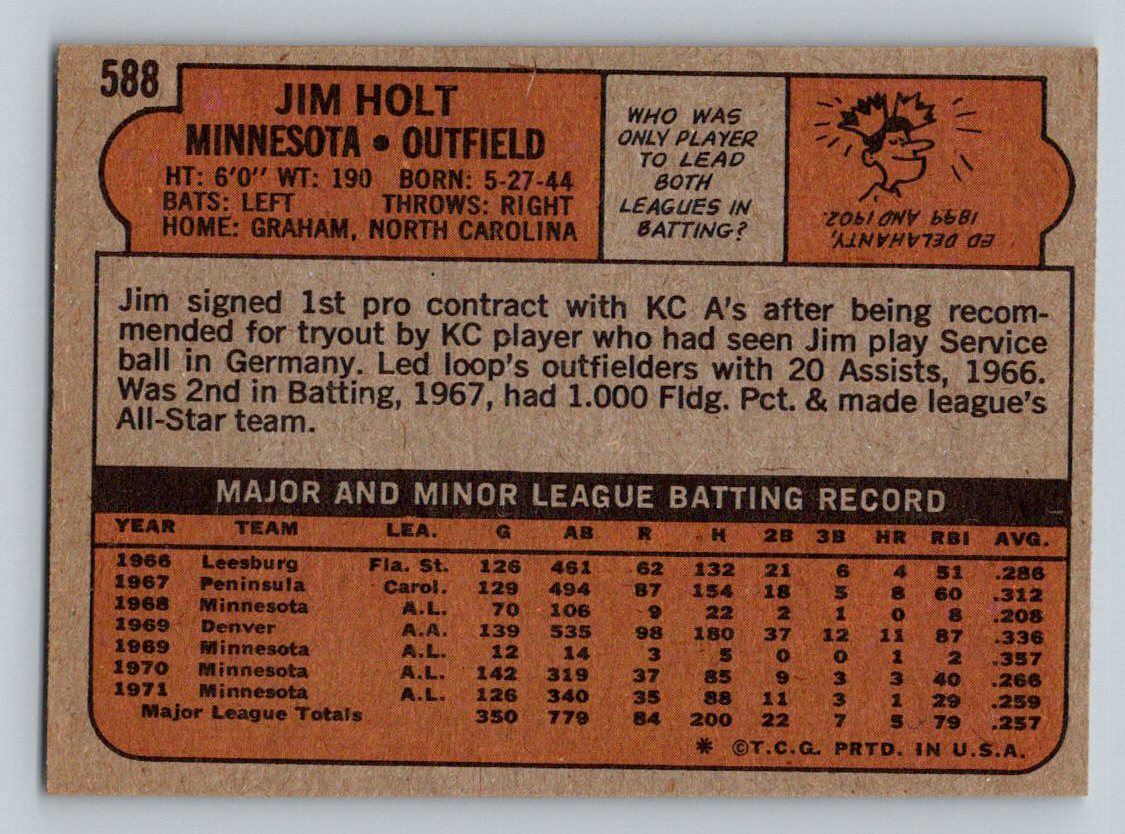 588
JIM HOLT
MINNESOTA • OUTFIELD
HT: 6'0" WT: 190 BORN: 5-27-44
BATS: LEFT THROWS: RIGHT
HOME: GRAHAM, NORTH CAROLINA
WHO WAS
ONLY PLAYER
TO LEAD
BOTH
LEAGUES IN
BATTING?
ED DELAHANTY,
1899 AND 1902.
Jim signed 1st pro contract with KC A's after being recom-
mended for tryout by KC player who had seen Jim play Service
ball in Germany. Led loop's outfielders with 20 Assists, 1966.
Was 2nd in Batting, 1967, had 1.000 Fldg. Pct. & made league's
All-Star team.
MAJOR AND MINOR LEAGUE BATTING RECORD
YEAR TEAM LEA. G AB R H 2B 3B HR RBI AVG.
1966 Leesburg Fla. St. 126 461 62 132 21 6 4 51 .286
1967 Peninsula Carol. 129 494 87 154 18 5 8 60 .312
1968 Minnesota A.L. 70 106 9 22 2 1 0 8 .208
1969 Denver A.A. 139 535 98 180 37 12 11 87 .336
1969 Minnesota A.L. 12 14 3 5 0 0 1 2 .357
1970 Minnesota A.L. 142 319 37 85 9 3 3 40 .266
1971 Minnesota A.L. 126 340 35 88 11 3 1 29 .259
Major League Totals 350 779 84 200 22 7 5 79 .257
* ©T.C.G. PRTD. IN U.S.A.